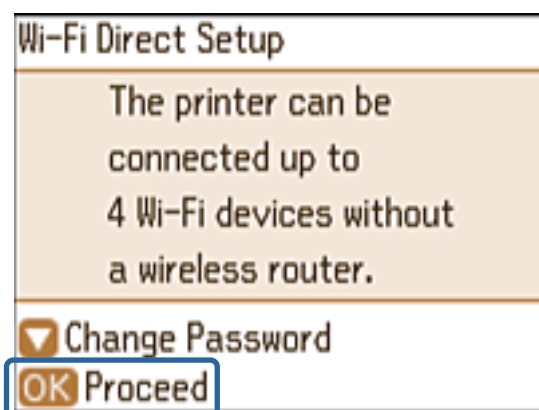 Wi-Fi Direct Setup
The printer can be
connected up to
4 Wi-Fi devices without
a wireless router.
Change Password
OK Proceed